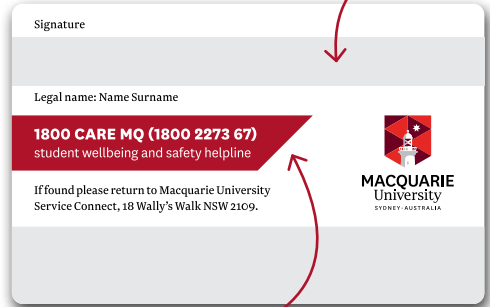 Signature
Legal name: Name Surname
1800 CARE MQ (1800 2273 67)
student wellbeing and safety helpline
If found please return to Macquarie University
Service Connect, 18 Wally's Walk NSW 2109.
MACQUARIE
University
SYDNEY·AUSTRALIA